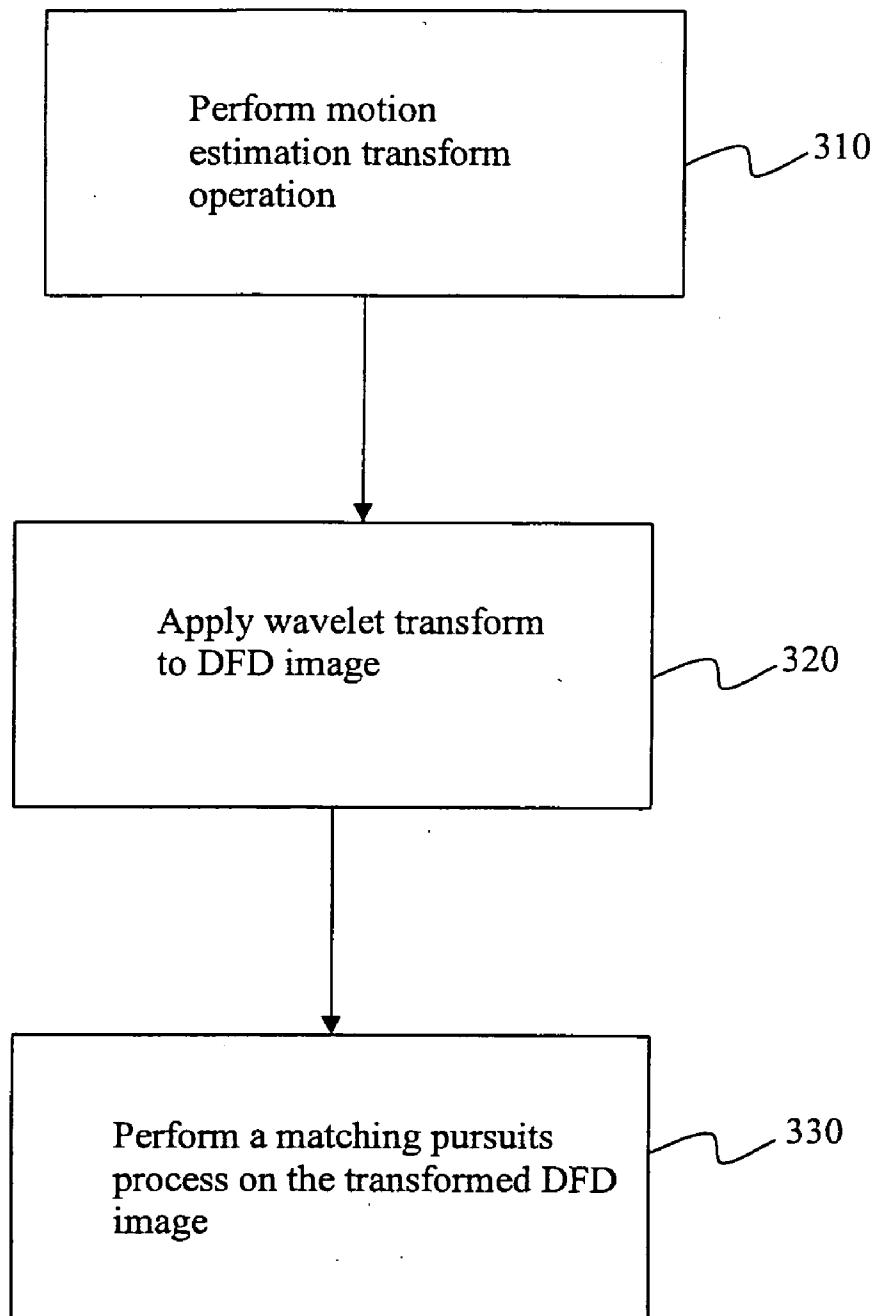 Perform motion
estimation transform
operation
310
Apply wavelet transform
to DFD image
320
Perform a matching pursuits
process on the transformed DFD
image
330